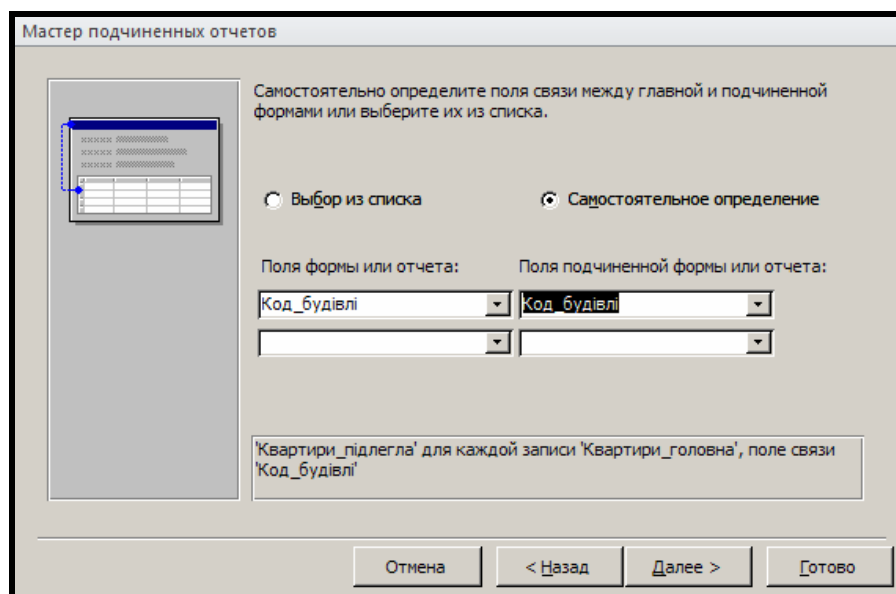 Мастер подчиненных отчетов
Самостоятельно определите поля связи между главной и подчиненной
формами или выберите их из списка.
Выбор из списка Самостоятельное определение
Поля формы или отчета: Поля подчиненной формы или отчета:
Код_будівлі Код_будівлі
'Квартири_підлегла' для каждой записи 'Квартири_головна', поле связи
'Код_будівлі'
Отмена < Назад Далее > Готово